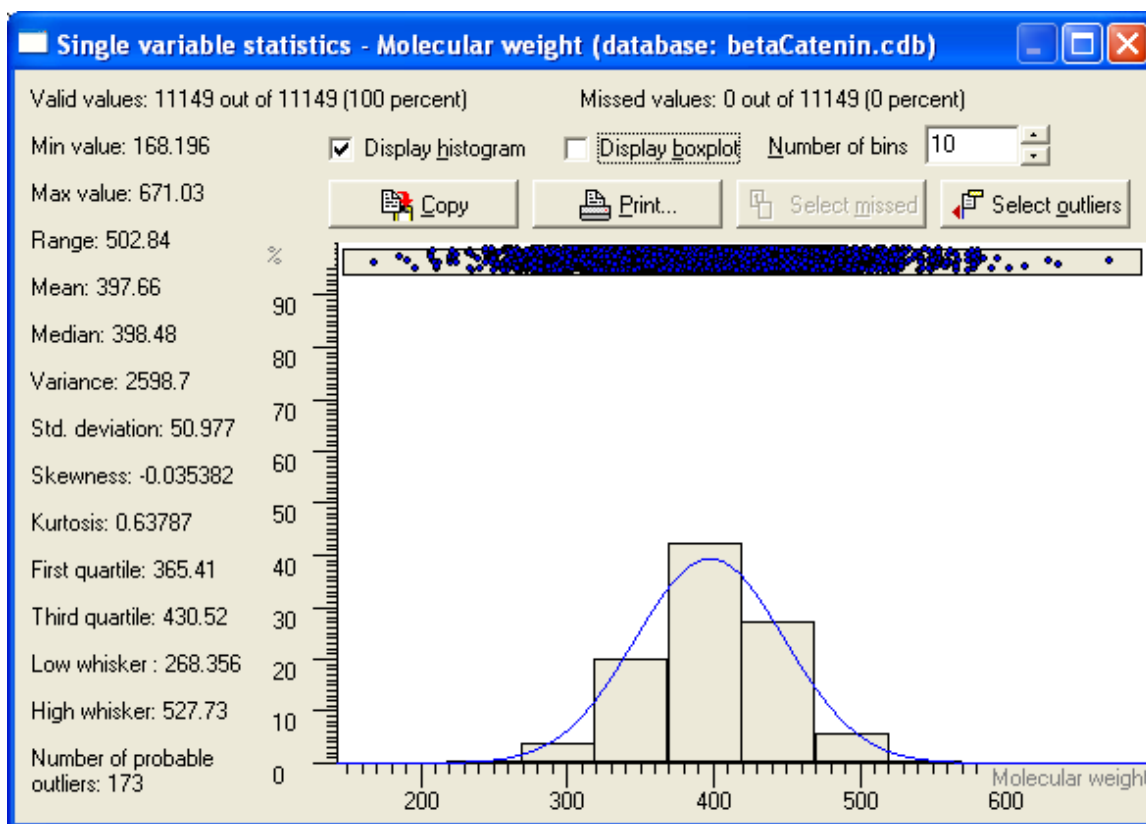 Single variable statistics - Molecular weight (database: betaCatenin.cdb)
Valid values: 11149 out of 11149 (100 percent) Missed values: 0 out of 11149 (0 percent)
Min value: 168.196
Display histogram Display boxplot Number of bins 10
Max value: 671.03
Copy Print... Select missed Select outliers
Range: 502.84
%
Mean: 397.66
90
Median: 398.48
80
Variance: 2598.7
70
Std. deviation: 50.977
60
Skewness: -0.035382
50
Kurtosis: 0.63787
40
First quartile: 365.41
30
Third quartile: 430.52
20
Low whisker : 268.356
10
High whisker: 527.73
Number of probable
outliers: 173
0
Molecular weight
200 300 400 500 600